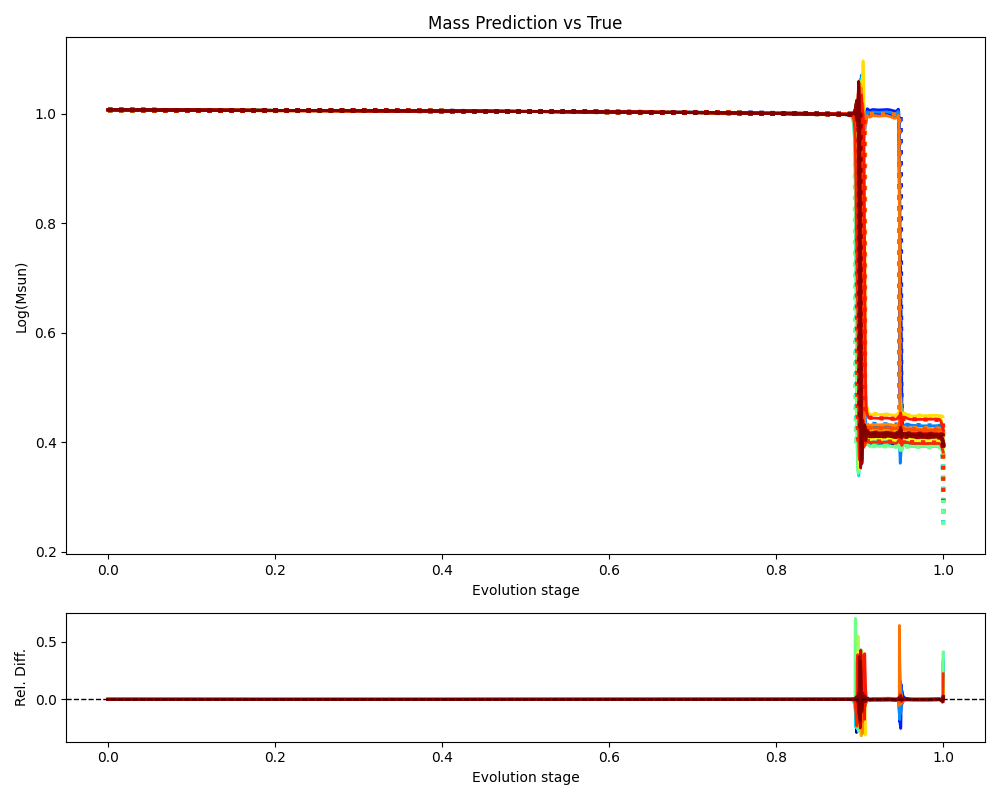 Mass Prediction vs True
Log(Msun)
1.0
0.8
0.6
0.4
0.2
0.0 0.2 0.4 0.6 0.8 1.0
Evolution stage
Rel. Diff.
0.5
0.0
0.0 0.2 0.4 0.6 0.8 1.0
Evolution stage